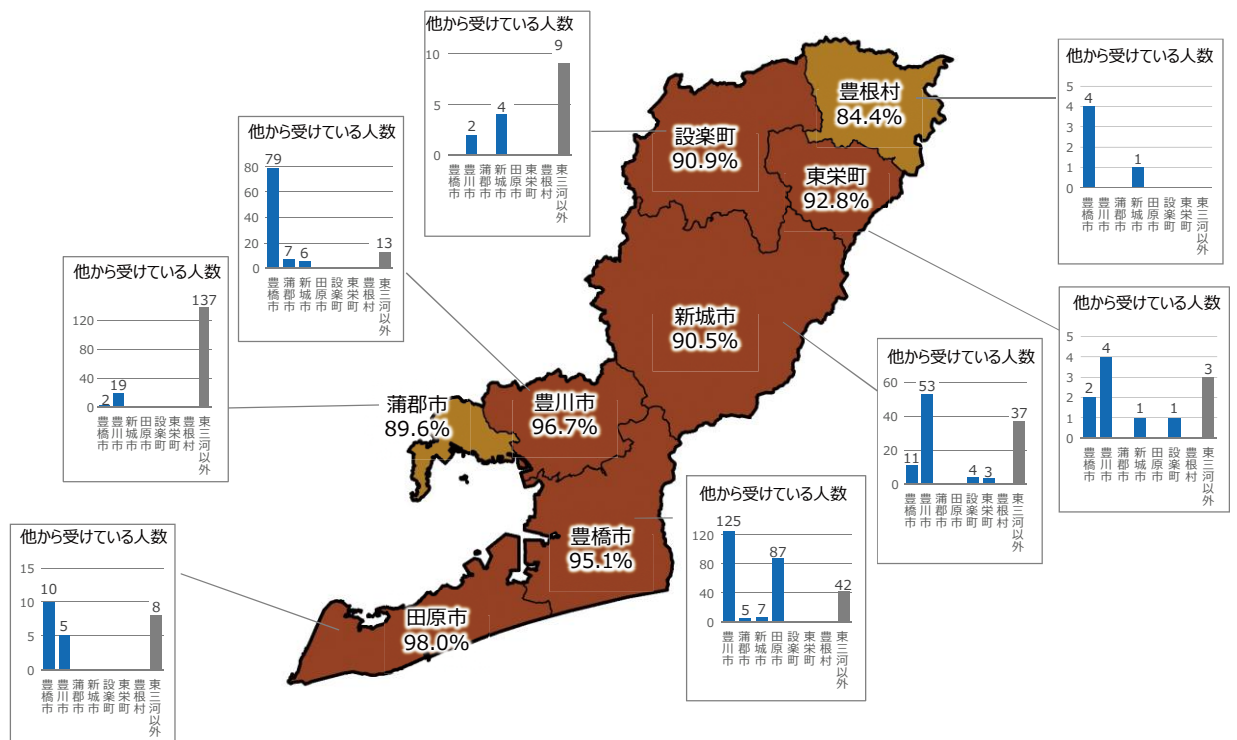 他から受けている人数
10
5
0
2
4
9
豊橋市
豊川市
蒲郡市
新城市
田原市
東栄町
豊根村
東三河以外
他から受けている人数
5
4
3
2
1
0
4
1
豊橋市
豊川市
蒲郡市
新城市
田原市
設楽町
東栄町
東三河以外
他から受けている人数
80
60
40
20
0
79
7
6
13
豊橋市
蒲郡市
新城市
田原市
設楽町
東栄町
豊根村
東三河以外
他から受けている人数
120
80
40
0
2
19
137
豊橋市
豊川市
新城市
田原市
設楽町
東栄町
豊根村
東三河以外
豊根村
84.4%
設楽町
90.9%
東栄町
92.8%
新城市
90.5%
蒲郡市
89.6%
豊川市
96.7%
豊橋市
95.1%
田原市
98.0%
他から受けている人数
60
40
20
0
11
53
4
3
37
豊橋市
豊川市
蒲郡市
田原市
設楽町
東栄町
豊根村
東三河以外
他から受けている人数
5
4
3
2
1
0
2
4
1
1
3
豊橋市
豊川市
蒲郡市
新城市
田原市
設楽町
豊根村
東三河以外
他から受けている人数
120
80
40
0
125
5
7
87
42
豊川市
蒲郡市
新城市
田原市
設楽町
東栄町
豊根村
東三河以外
他から受けている人数
15
10
5
0
10
5
8
豊橋市
豊川市
蒲郡市
新城市
設楽町
東栄町
豊根村
東三河以外